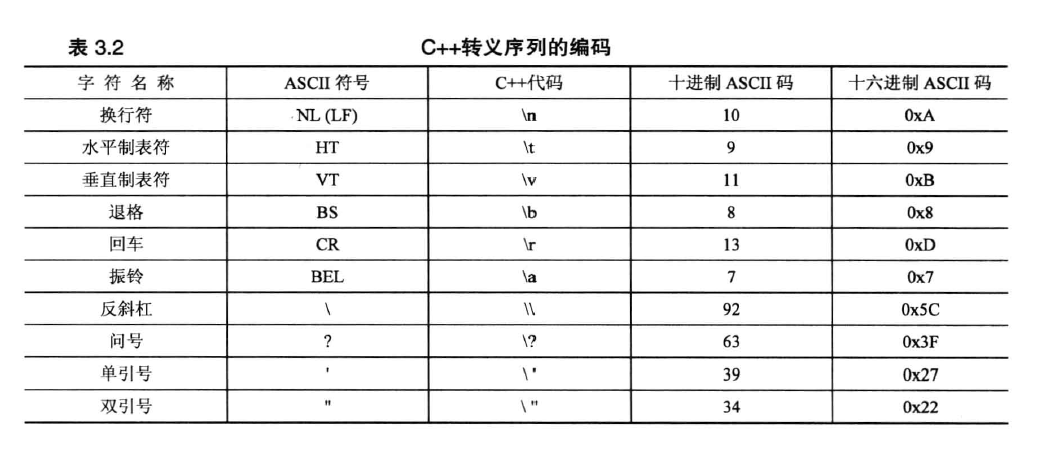 表 3.2 C++转义序列的编码
字符名称 ASCII 符号 C++代码 十进制 ASCII 码 十六进制 ASCII 码
换行符 NL (LF) \n 10 0xA
水平制表符 HT \t 9 0x9
垂直制表符 VT \v 11 0xB
退格 BS \b 8 0x8
回车 CR \r 13 0xD
振铃 BEL \a 7 0x7
反斜杠 \ \\ 92 0x5C
问号 ? \? 63 0x3F
单引号 ' \' 39 0x27
双引号 " \" 34 0x22